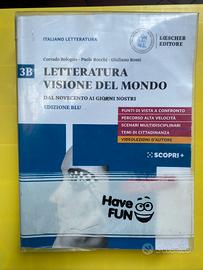 ITALIANO LETTERATURA
LOESCHER
EDITORE
Corrado Bologna - Paola Rocchi - Giuliano Rossi
3B
LETTERATURA
VISIONE DEL MONDO
DAL NOVECENTO AI GIORNI NOSTRI
EDIZIONE BLU
PUNTI DI VISTA A CONFRONTO
PERCORSO ALTA VELOCITÀ
SCENARI MULTIDISCIPLINARI
TEMI DI CITTADINANZA
VIDEOLEZIONI D'AUTORE
SCOPRI+
Have
FUN
subito